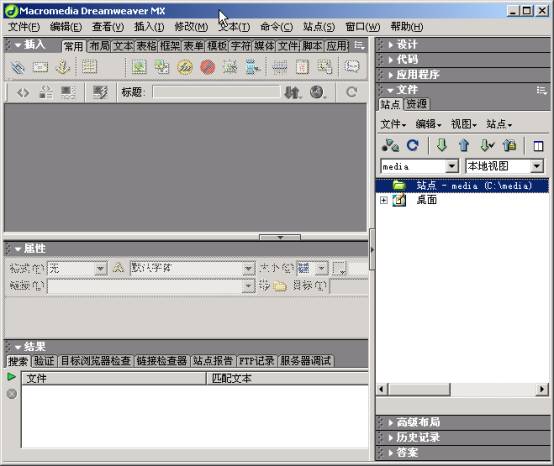 Macromedia Dreamweaver MX
文件(F) 编辑(E) 查看(V) 插入(I) 修改(M) 文本(T) 命令(C) 站点(S) 窗口(W) 帮助(H)
插入 常用 布局 文本 表格 框架 表单 模板 字符 媒体 文件 脚本 应用
标题:
属性
格式(F) 无 默认字体 大小(S)
链接(L) 目标(T)
结果
搜索 验证 目标浏览器检查 链接检查器 站点报告 FTP记录 服务器调试
文件 匹配文本
设计
代码
应用程序
文件
站点 资源
文件 编辑 视图 站点
media 本地视图
站点 - media (C:\media)
桌面
高级布局
历史记录
答案